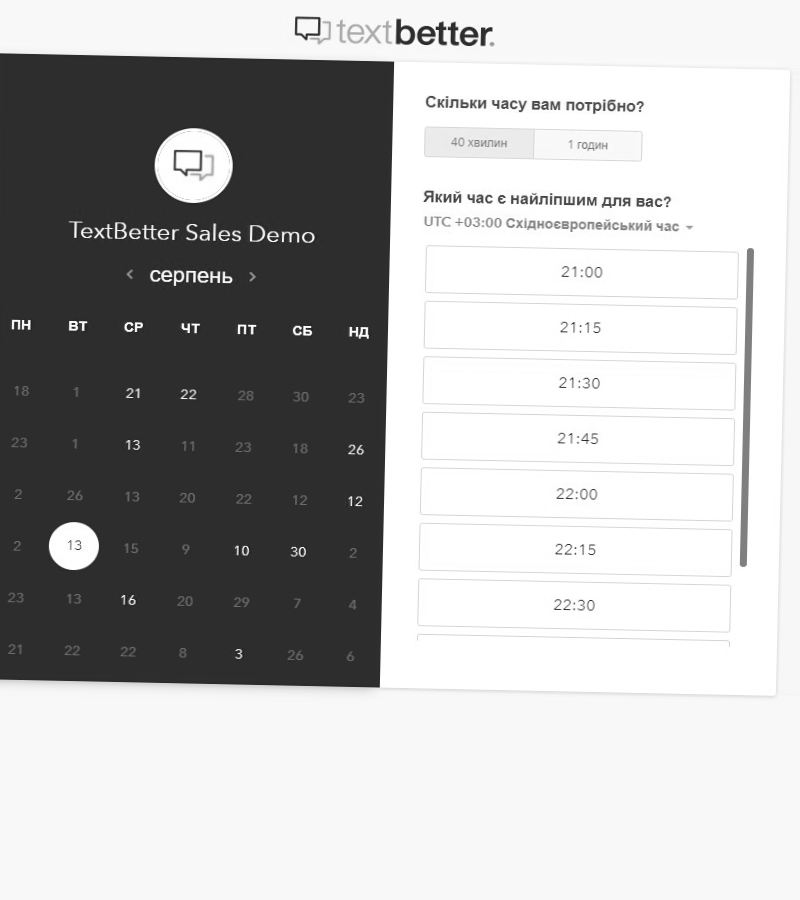 textbetter.
TextBetter Sales Demo
серпень
ПН ВТ СР ЧТ ПТ СБ НД
18 1 21 22 28 30 23
23 1 13 11 23 18 26
2 26 13 20 22 12 12
2 13 15 9 10 30 2
23 13 16 20 29 7 4
21 22 22 8 3 26 6
Скільки часу вам потрібно?
40 хвилин 1 годин
Який час є найліпшим для вас?
UTC +03:00 Східноєвропейський час
21:00
21:15
21:30
21:45
22:00
22:15
22:30